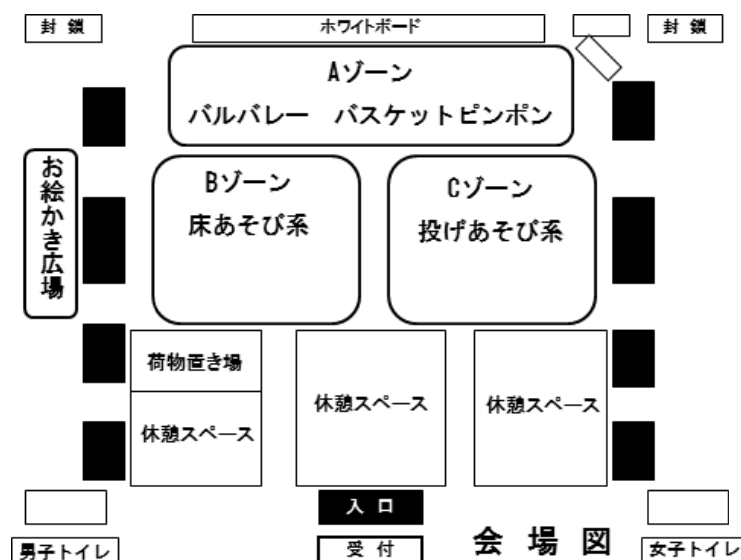 封鎖
ホワイトボード
封鎖
Aゾーン
バルバレー　バスケットピンポン
お絵かき広場
Bゾーン
床あそび系
Cゾーン
投げあそび系
荷物置き場
休憩スペース
休憩スペース
休憩スペース
入口
受付
会場図
男子トイレ
女子トイレ